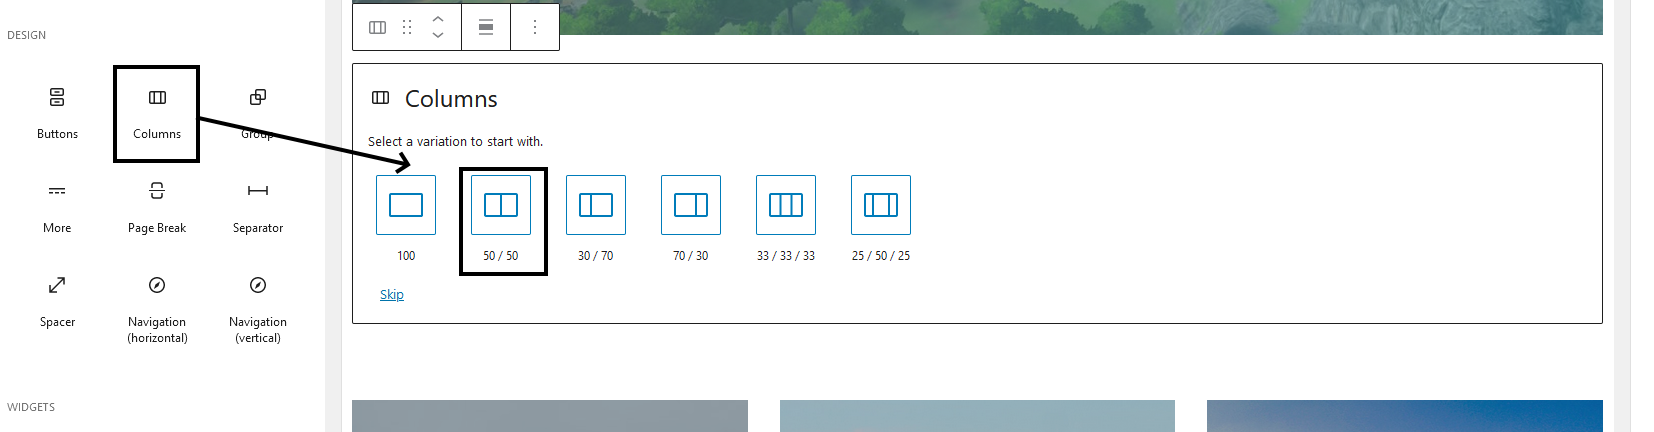 DESIGN
Buttons
Columns
Group
More
Page Break
Separator
Spacer
Navigation
(horizontal)
Navigation
(vertical)
WIDGETS
Columns
Select a variation to start with.
100
50 / 50
30 / 70
70 / 30
33 / 33 / 33
25 / 50 / 25
Skip